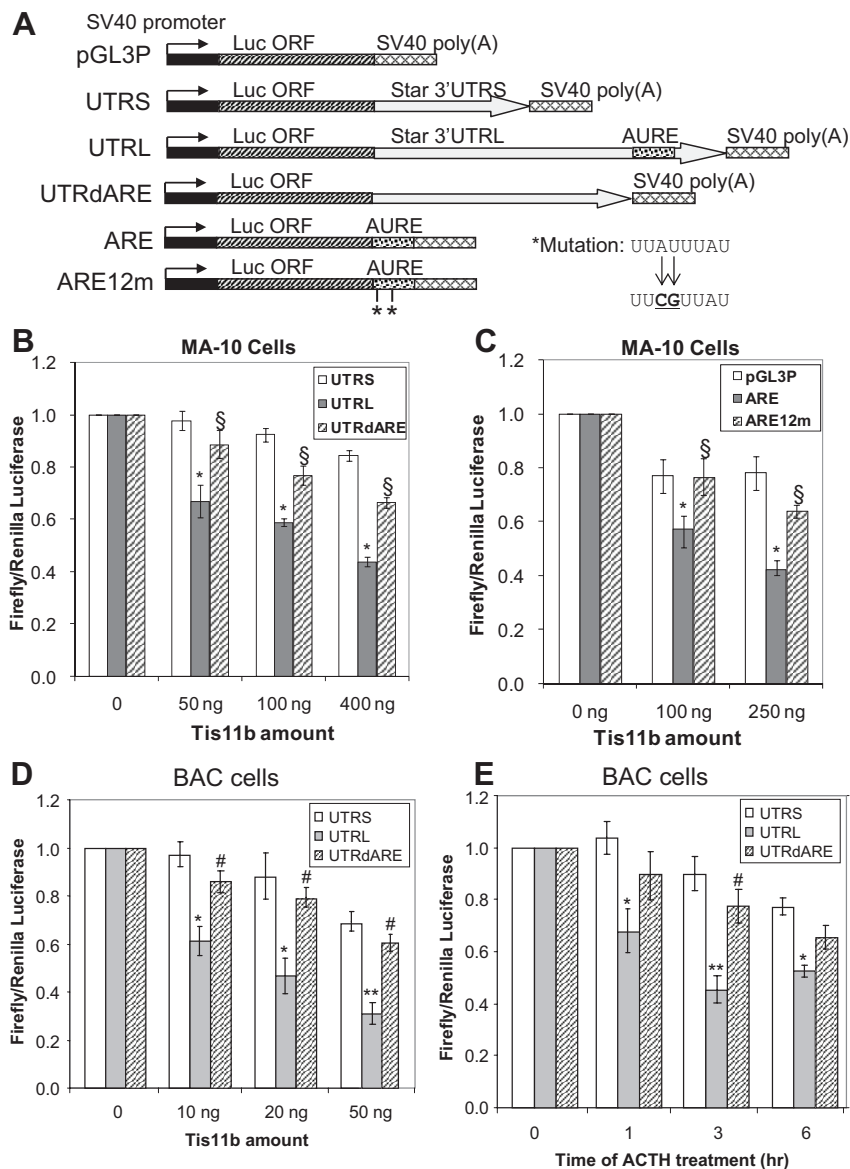 A
SV40 promoter
pGL3P
Luc ORF
SV40 poly(A)
UTRS
Luc ORF
Star 3'UTRS
SV40 poly(A)
UTRL
Luc ORF
Star 3'UTRL
AURE
SV40 poly(A)
UTRdARE
Luc ORF
SV40 poly(A)
ARE
Luc ORF
AURE
ARE12m
Luc ORF
AURE
**
*Mutation: UUAUUUAU
UUCGUUAU
B
MA-10 Cells
Firefly/Renilla Luciferase
1.2
1.0
0.8
0.6
0.4
0.2
0.0
UTRS
UTRL
UTRdARE
* §
* §
* §
0 50 ng 100 ng 400 ng
Tis11b amount
C
MA-10 Cells
Firefly/Renilla Luciferase
1.2
1.0
0.8
0.6
0.4
0.2
0.0
pGL3P
ARE
ARE12m
* §
* §
0 ng 100 ng 250 ng
Tis11b amount
D
BAC cells
Firefly/Renilla Luciferase
1.2
1.0
0.8
0.6
0.4
0.2
0.0
UTRS
UTRL
UTRdARE
* #
* #
** #
0 10 ng 20 ng 50 ng
Tis11b amount
E
BAC cells
Firefly/Renilla Luciferase
1.2
1.0
0.8
0.6
0.4
0.2
0.0
UTRS
UTRL
UTRdARE
*
** #
*
0 1 3 6
Time of ACTH treatment (hr)